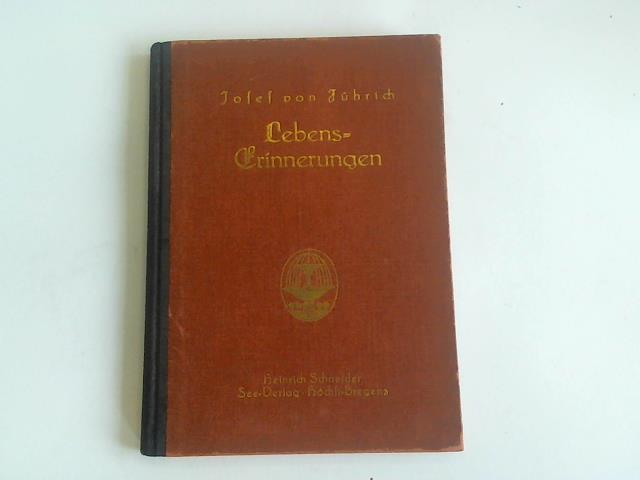 Josef von Führich
Lebens-
Erinnerungen
Heinrich Schneider
See-Verlag · Höchst-Bregenz